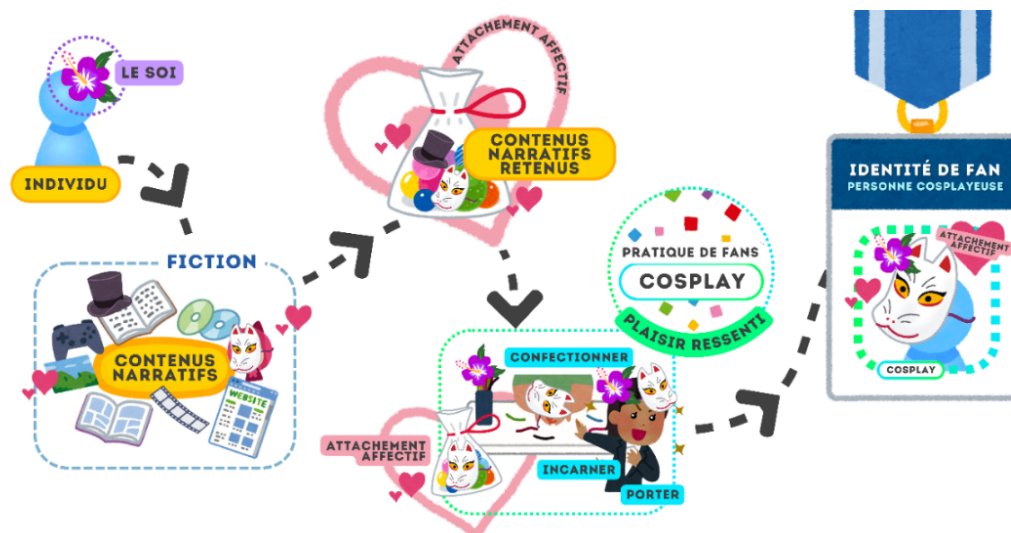 LE SOI
INDIVIDU
FICTION
CONTENUS
NARRATIFS
WEBSITE
ATTACHEMENT AFFECTIF
CONTENUS
NARRATIFS
RETENUS
PRATIQUE DE FANS
COSPLAY
PLAISIR RESSENTI
CONFECTIONNER
INCARNER
PORTER
ATTACHEMENT
AFFECTIF
IDENTITÉ DE FAN
PERSONNE COSPLAYEUSE
ATTACHEMENT
AFFECTIF
COSPLAY